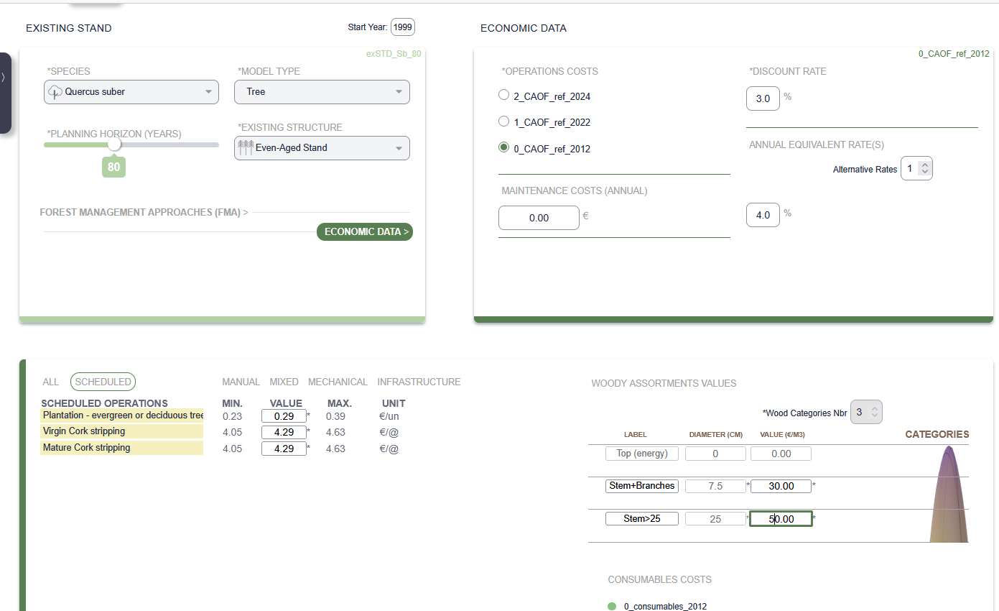 EXISTING STAND
Start Year: 1999
exSTD_Sb_80
*SPECIES
*MODEL TYPE
Quercus suber
Tree
*PLANNING HORIZON (YEARS)
80
*EXISTING STRUCTURE
Even-Aged Stand
FOREST MANAGEMENT APPROACHES (FMA) >
ECONOMIC DATA >
ECONOMIC DATA
0_CAOF_ref_2012
*OPERATIONS COSTS
2_CAOF_ref_2024
1_CAOF_ref_2022
0_CAOF_ref_2012
MAINTENANCE COSTS (ANNUAL)
0.00 €
*DISCOUNT RATE
3.0 %
ANNUAL EQUIVALENT RATE(S)
Alternative Rates 1
4.0 %
ALL SCHEDULED MANUAL MIXED MECHANICAL INFRASTRUCTURE
SCHEDULED OPERATIONS MIN. VALUE MAX. UNIT
Plantation - evergreen or deciduous tree 0.23 0.29 * 0.39 €/un
Virgin Cork stripping 4.05 4.29 * 4.63 €/@
Mature Cork stripping 4.05 4.29 * 4.63 €/@
WOODY ASSORTMENTS VALUES
*Wood Categories Nbr 3
LABEL DIAMETER (CM) VALUE (€/M3) CATEGORIES
Top (energy) 0 0.00
Stem+Branches 7.5 * 30.00 *
Stem>25 25 * 50.00 *
CONSUMABLES COSTS
0_consumables_2012